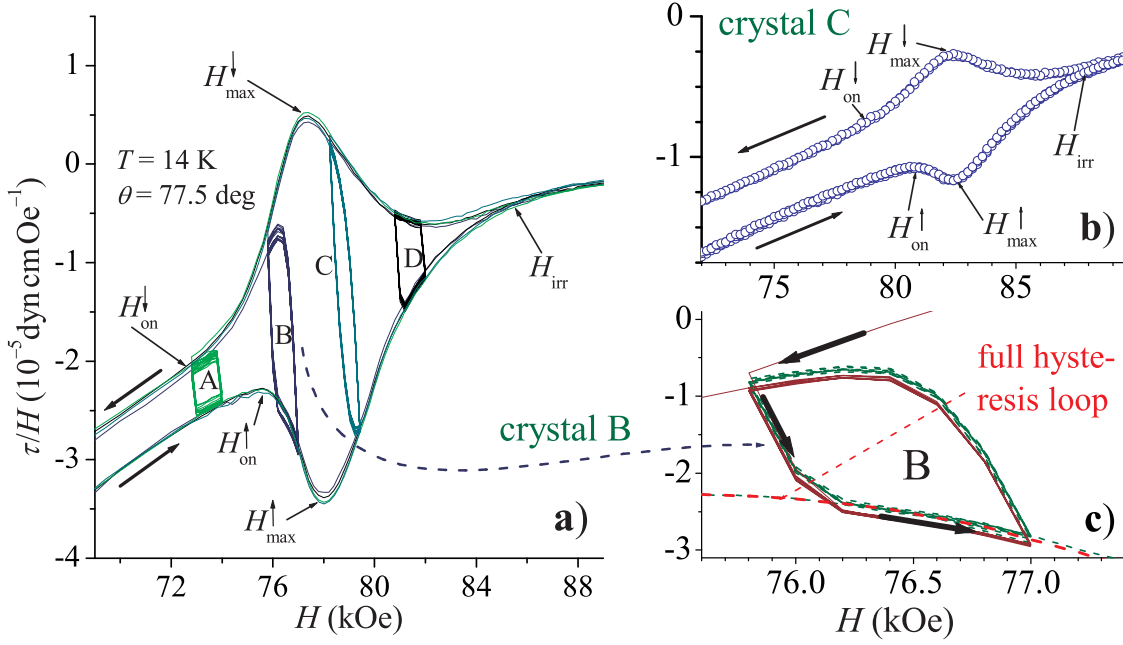 1
0
-1
-2
-3
-4
72
76
80
84
88
H (kOe)
τ/H (10⁻⁵ dyn cm Oe⁻¹)
H↓max
T = 14 K
θ = 77.5 deg
H↓on
A
B
C
D
Hirr
H↑on
H↑max
a)
crystal B
crystal C
0
-1
75
80
85
H↓max
H↓on
Hirr
H↑on
H↑max
b)
0
-1
-2
-3
76.0
76.5
77.0
H (kOe)
full hyste-
resis loop
B
c)